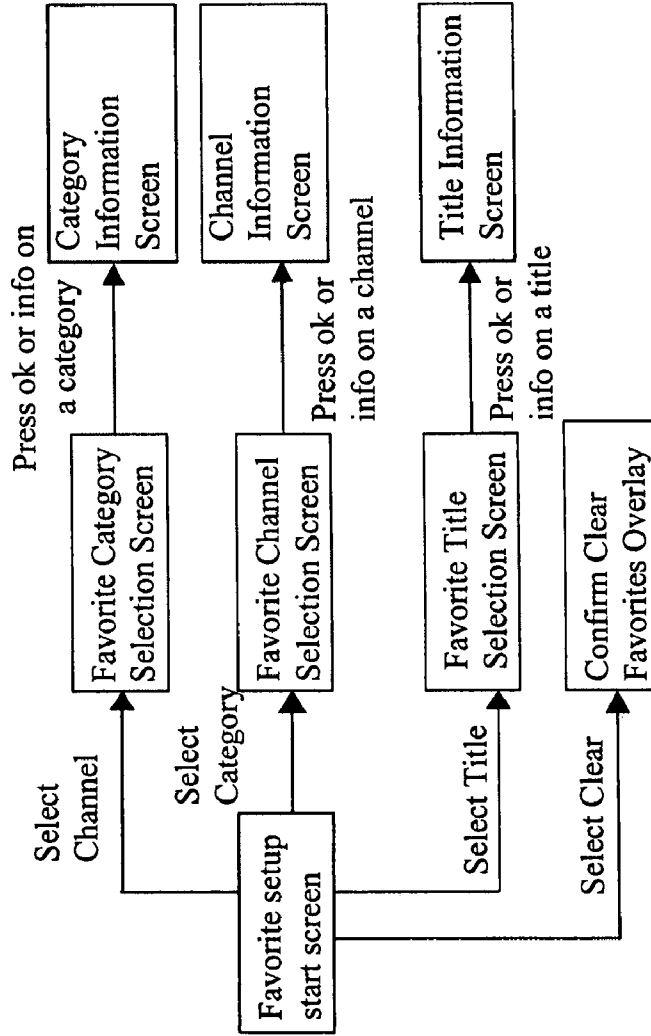 Favorite setup
start screen
Select
Channel
Favorite Category
Selection Screen
Press ok or info on
a category
Category
Information
Screen
Select
Category
Favorite Channel
Selection Screen
Press ok or
info on a channel
Channel
Information
Screen
Select Title
Favorite Title
Selection Screen
Press ok or
info on a title
Title Information
Screen
Select Clear
Confirm Clear
Favorites Overlay